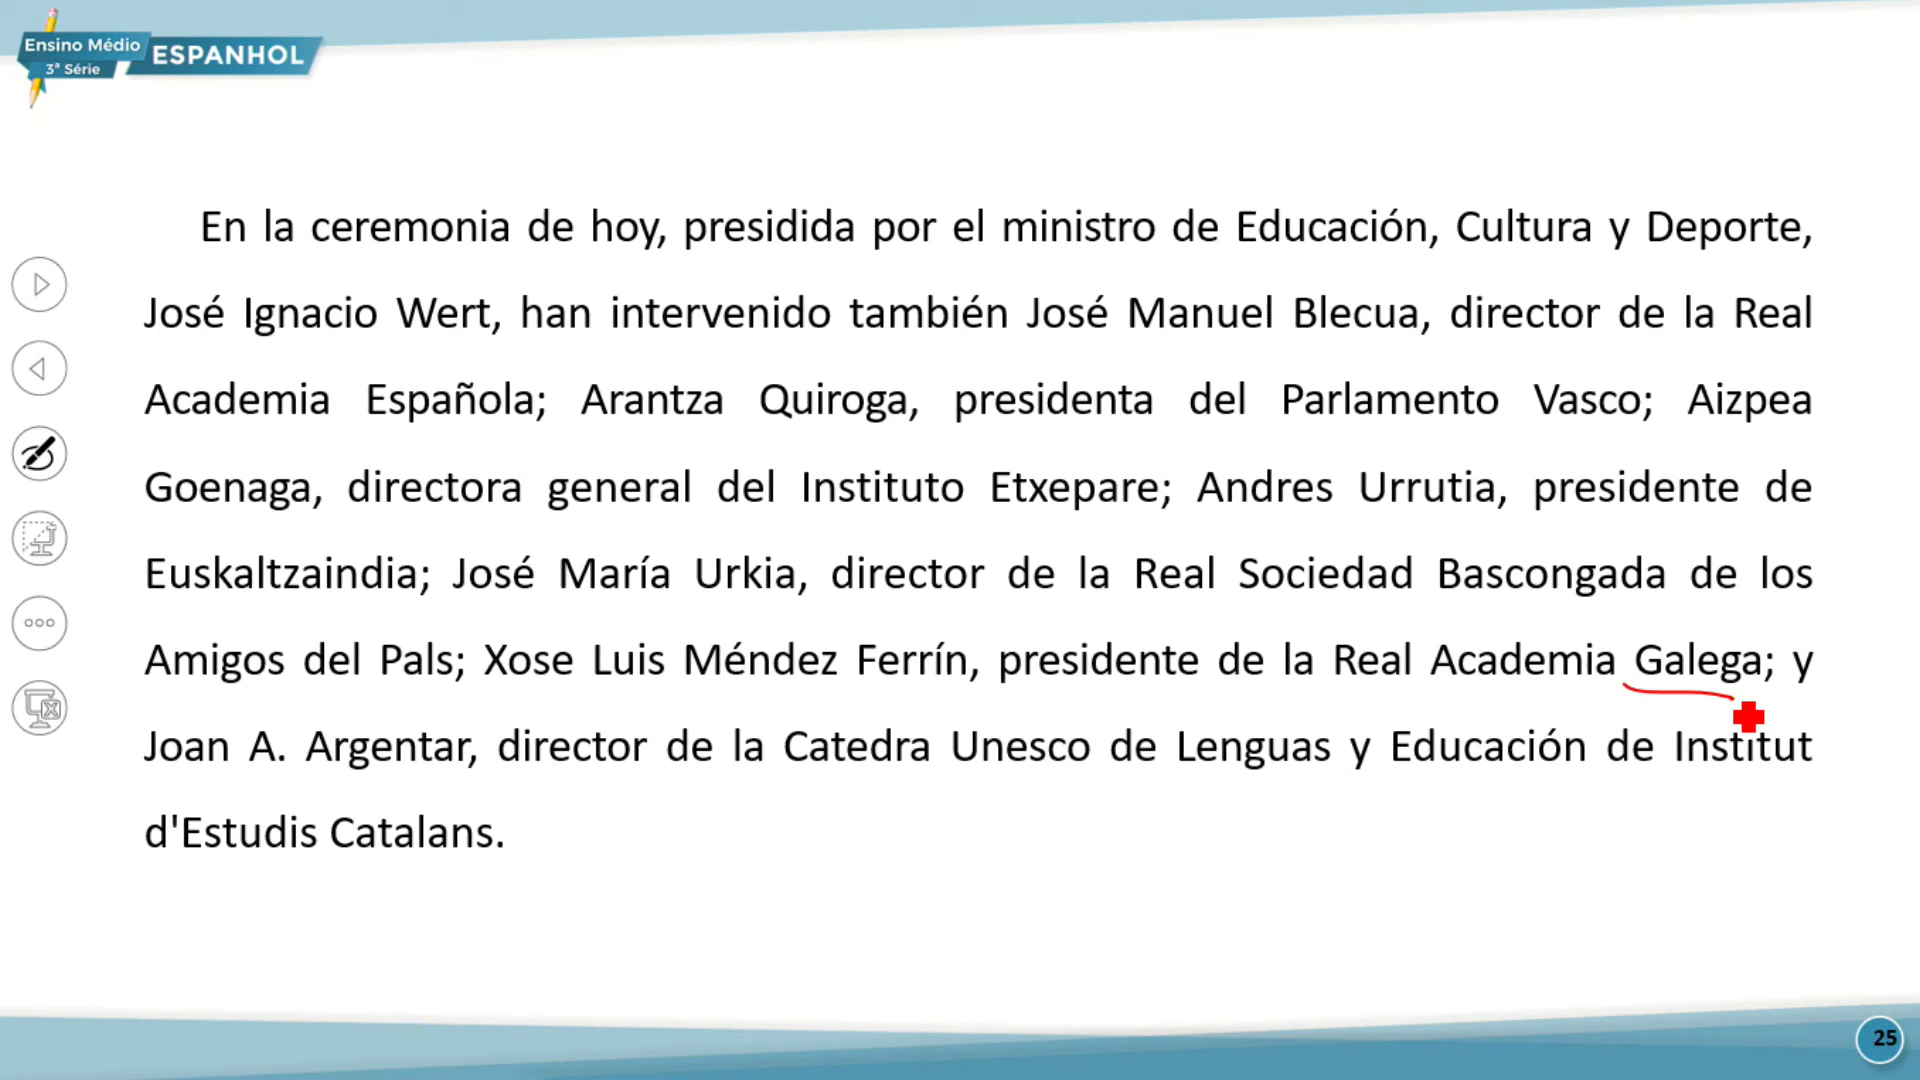 Ensino Médio
3ª Série
ESPANHOL
En la ceremonia de hoy, presidida por el ministro de Educación, Cultura y Deporte,
José Ignacio Wert, han intervenido también José Manuel Blecua, director de la Real
Academia Española; Arantza Quiroga, presidenta del Parlamento Vasco; Aizpea
Goenaga, directora general del Instituto Etxepare; Andres Urrutia, presidente de
Euskaltzaindia; José María Urkia, director de la Real Sociedad Bascongada de los
Amigos del Pals; Xose Luis Méndez Ferrín, presidente de la Real Academia Galega; y
Joan A. Argentar, director de la Catedra Unesco de Lenguas y Educación de Institut
d'Estudis Catalans.
25